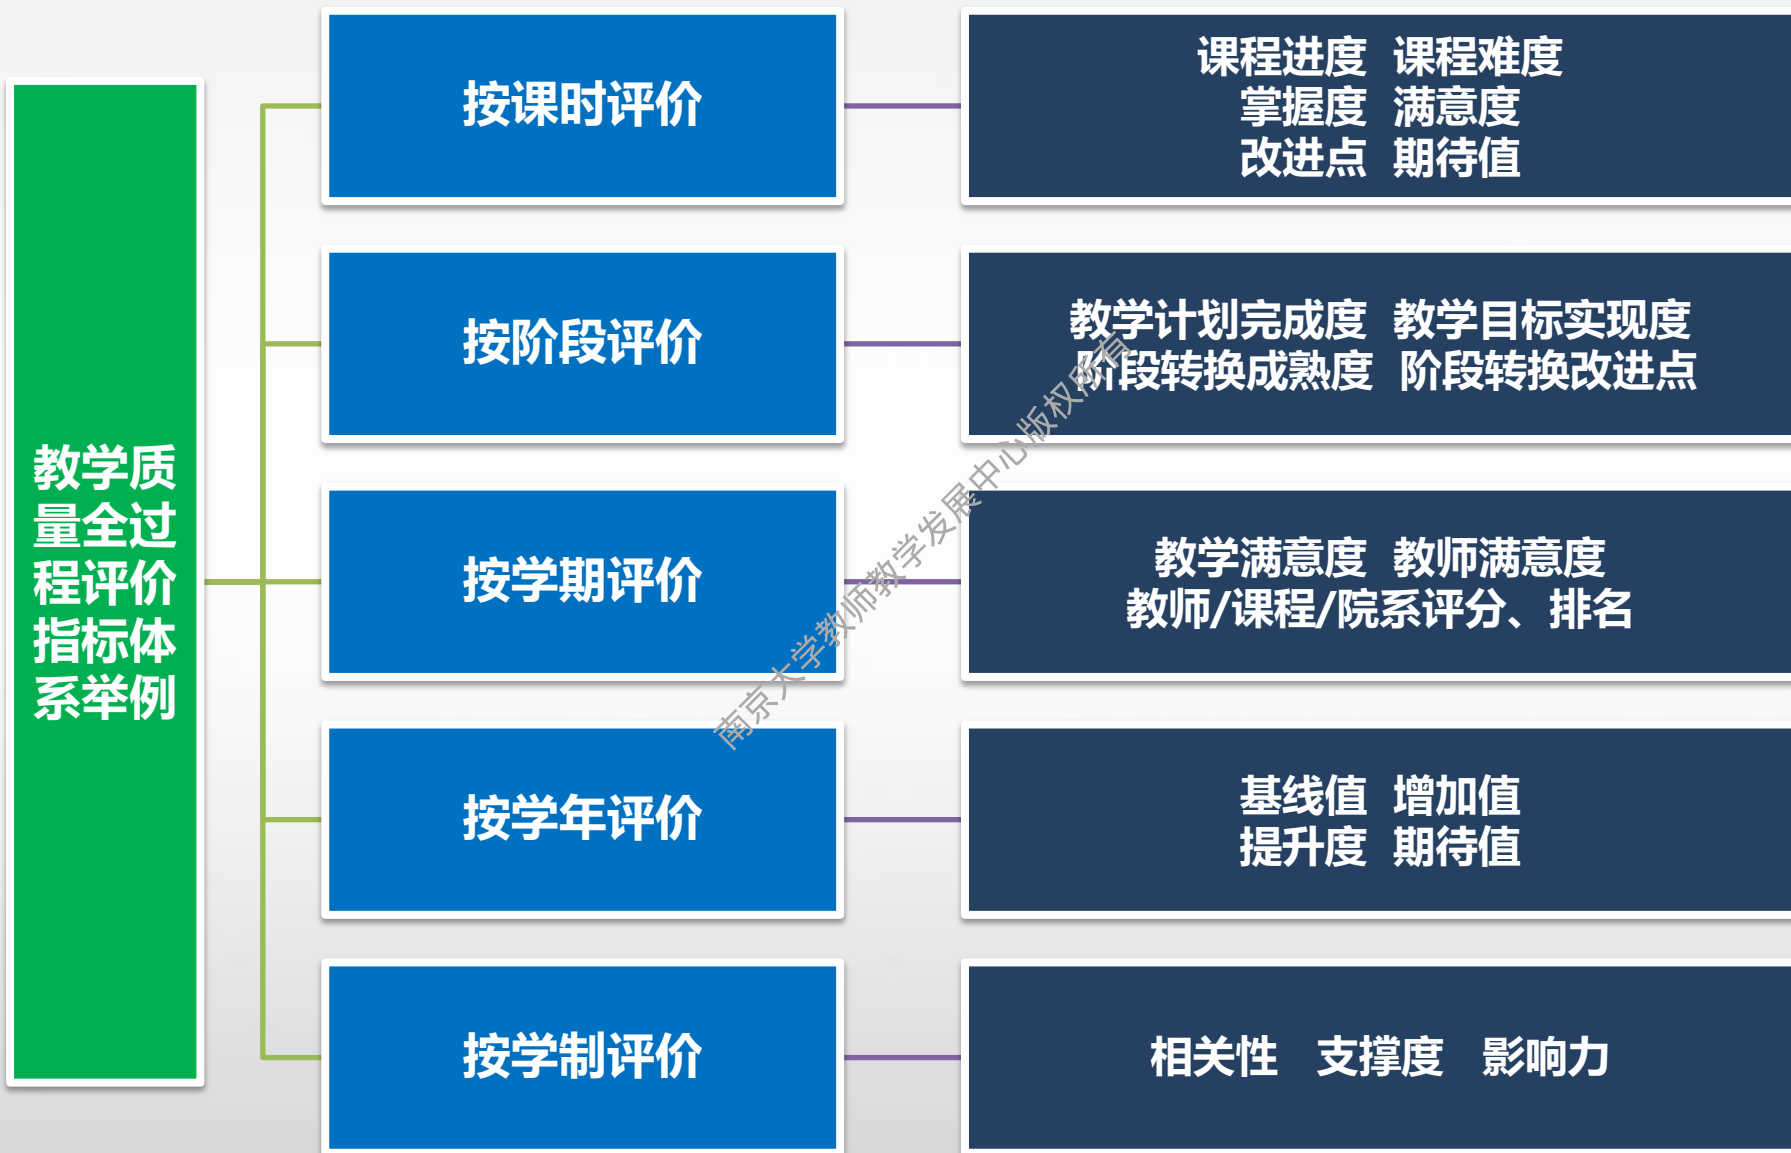 教学质
量全过
程评价
指标体
系举例
按课时评价
课程进度 课程难度
掌握度 满意度
改进点 期待值
按阶段评价
教学计划完成度 教学目标实现度
阶段转换成熟度 阶段转换改进点
按学期评价
教学满意度 教师满意度
教师/课程/院系评分、排名
按学年评价
基线值 增加值
提升度 期待值
按学制评价
相关性 支撑度 影响力
南京大学教师教学发展中心版权所有